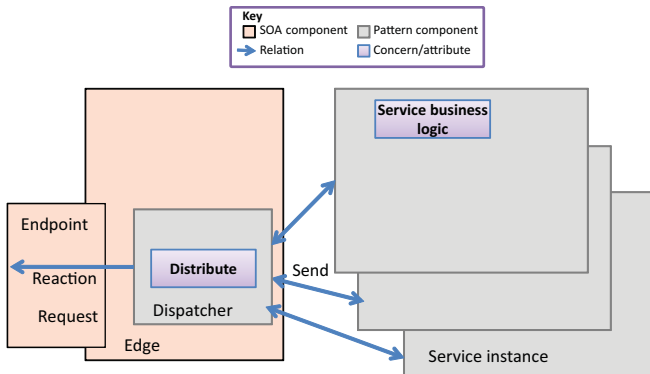 Key
SOA component
Pattern component
Relation
Concern/attribute
Service business
logic
Endpoint
Distribute
Send
Reaction
Dispatcher
Request
Edge
Service instance